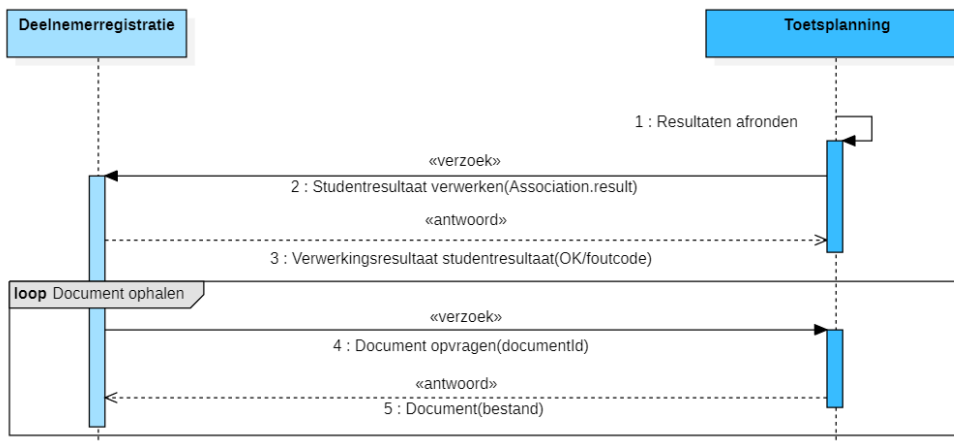 Deelnemerregistratie
Toetsplanning
1 : Resultaten afronden
«verzoek»
2 : Studentresultaat verwerken(Association.result)
«antwoord»
3 : Verwerkingsresultaat studentresultaat(OK/foutcode)
loop Document ophalen
«verzoek»
4 : Document opvragen(documentId)
«antwoord»
5 : Document(bestand)